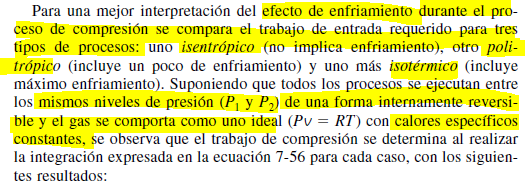 Para una mejor interpretación del efecto de enfriamiento durante el pro-
ceso de compresión se compara el trabajo de entrada requerido para tres
tipos de procesos: uno isentrópico (no implica enfriamiento), otro poli-
trópico (incluye un poco de enfriamiento) y uno más isotérmico (incluye
máximo enfriamiento). Suponiendo que todos los procesos se ejecutan entre
los mismos niveles de presión (P₁ y P₂) de una forma internamente reversi-
ble y el gas se comporta como uno ideal (Pv = RT) con calores específicos
constantes, se observa que el trabajo de compresión se determina al realizar
la integración expresada en la ecuación 7-56 para cada caso, con los siguien-
tes resultados: